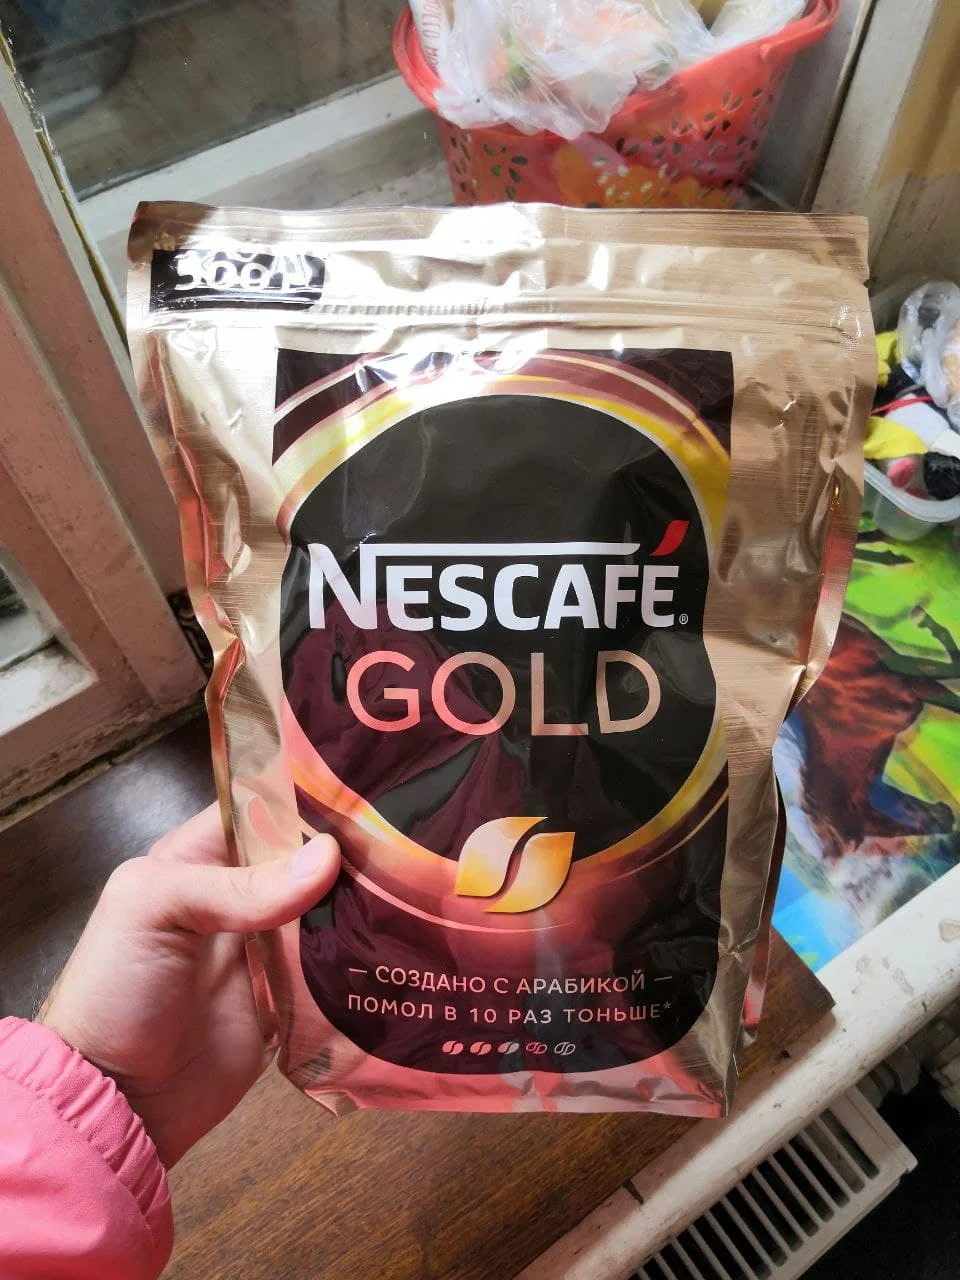 NESCAFÉ®
GOLD
— СОЗДАНО С АРАБИКОЙ —
ПОМОЛ В 10 РАЗ ТОНЬШЕ*